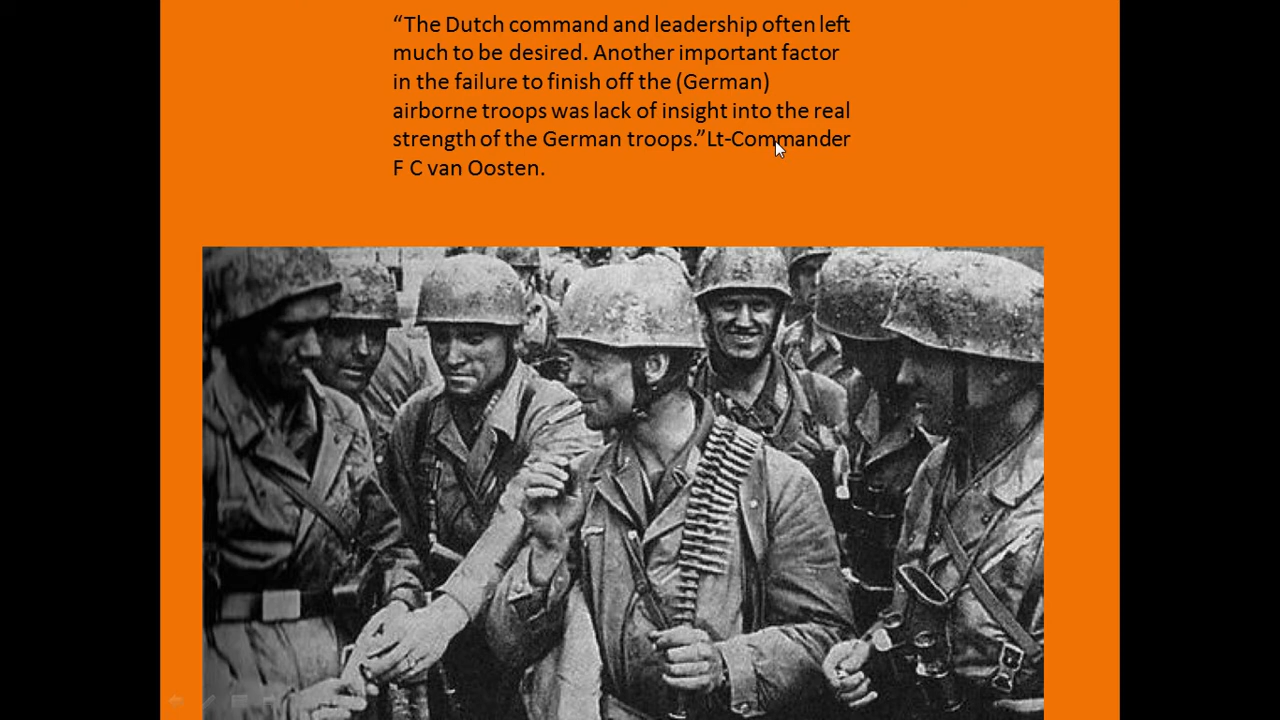 “The Dutch command and leadership often left
much to be desired. Another important factor
in the failure to finish off the (German)
airborne troops was lack of insight into the real
strength of the German troops.”Lt-Commander
F C van Oosten.